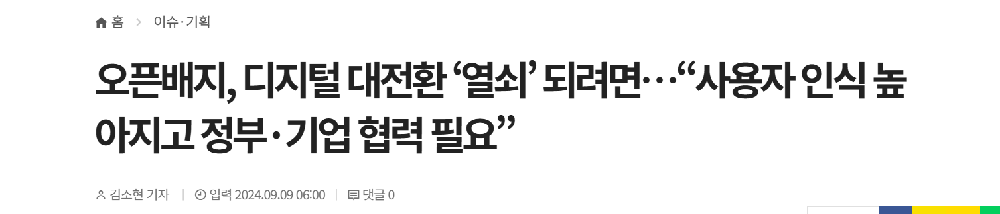 홈 > 이슈·기획
오픈배지, 디지털 대전환 ‘열쇠’ 되려면…“사용자 인식 높
아지고 정부·기업 협력 필요”
김소현 기자 | 입력 2024.09.09 06:00 | 댓글 0